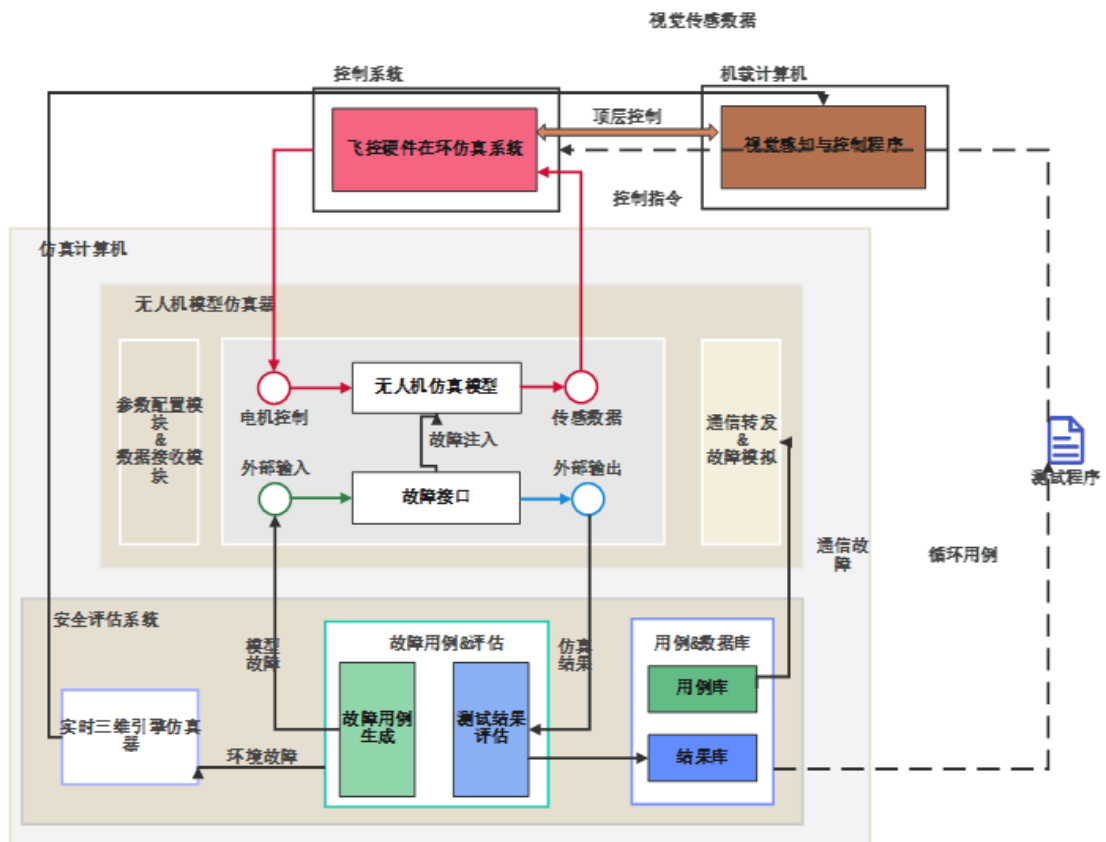 视觉传感数据
控制系统
机载计算机
顶层控制
飞控硬件在环仿真系统
视觉感知与控制程序
控制指令
仿真计算机
无人机模型仿真器
参数配置模
块
&
数据接收模
块
无人机仿真模型
电机控制
传感数据
故障注入
外部输入
外部输出
故障接口
通信转发
&
故障模拟
测试程序
通信故
障
循环用例
安全评估系统
模型
故障
故障用例&评估
仿真
结果
用例&数据库
故障用例
生成
测试结果
评估
用例库
结果库
实时三维引擎仿真
器
环境故障